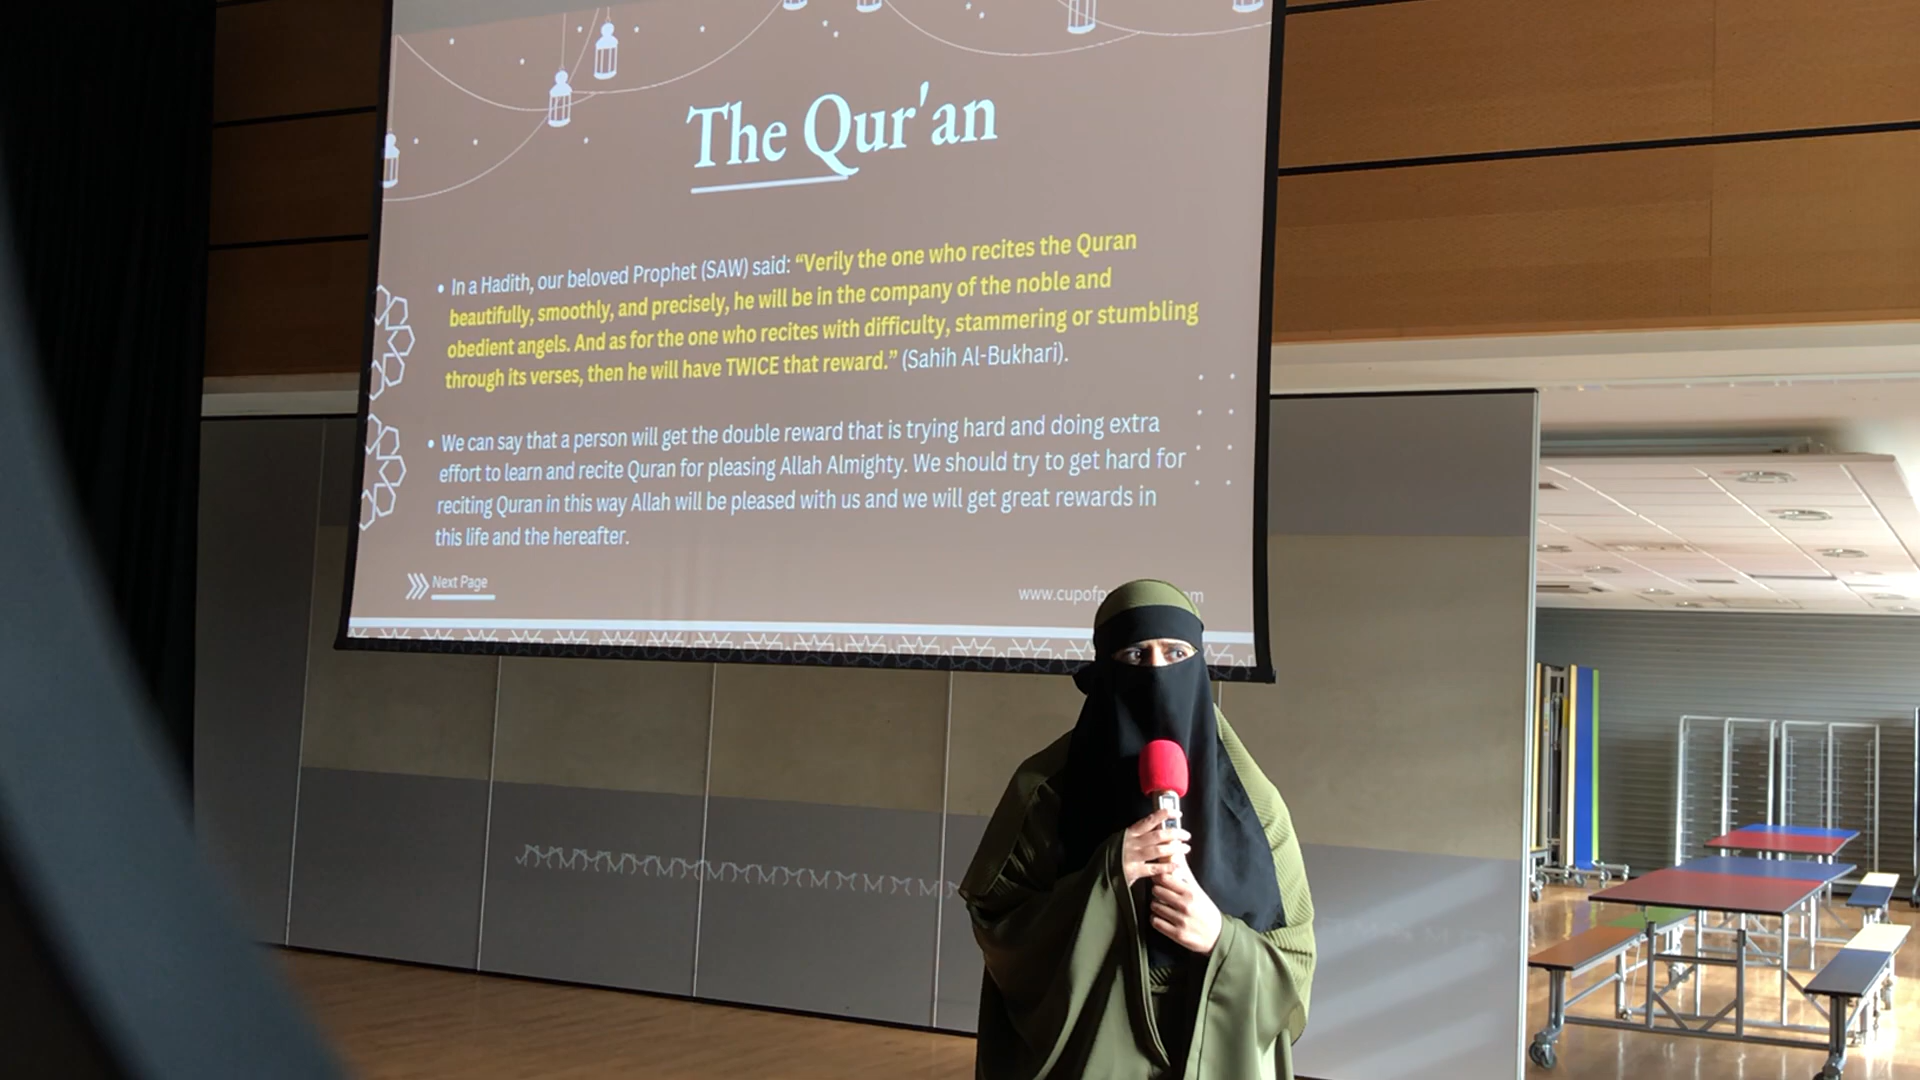 The Qur'an
• In a Hadith, our beloved Prophet (SAW) said: “Verily the one who recites the Quran
beautifully, smoothly, and precisely, he will be in the company of the noble and
obedient angels. And as for the one who recites with difficulty, stammering or stumbling
through its verses, then he will have TWICE that reward.” (Sahih Al-Bukhari).
• We can say that a person will get the double reward that is trying hard and doing extra
effort to learn and recite Quran for pleasing Allah Almighty. We should try to get hard for
reciting Quran in this way Allah will be pleased with us and we will get great rewards in
this life and the hereafter.
Next Page